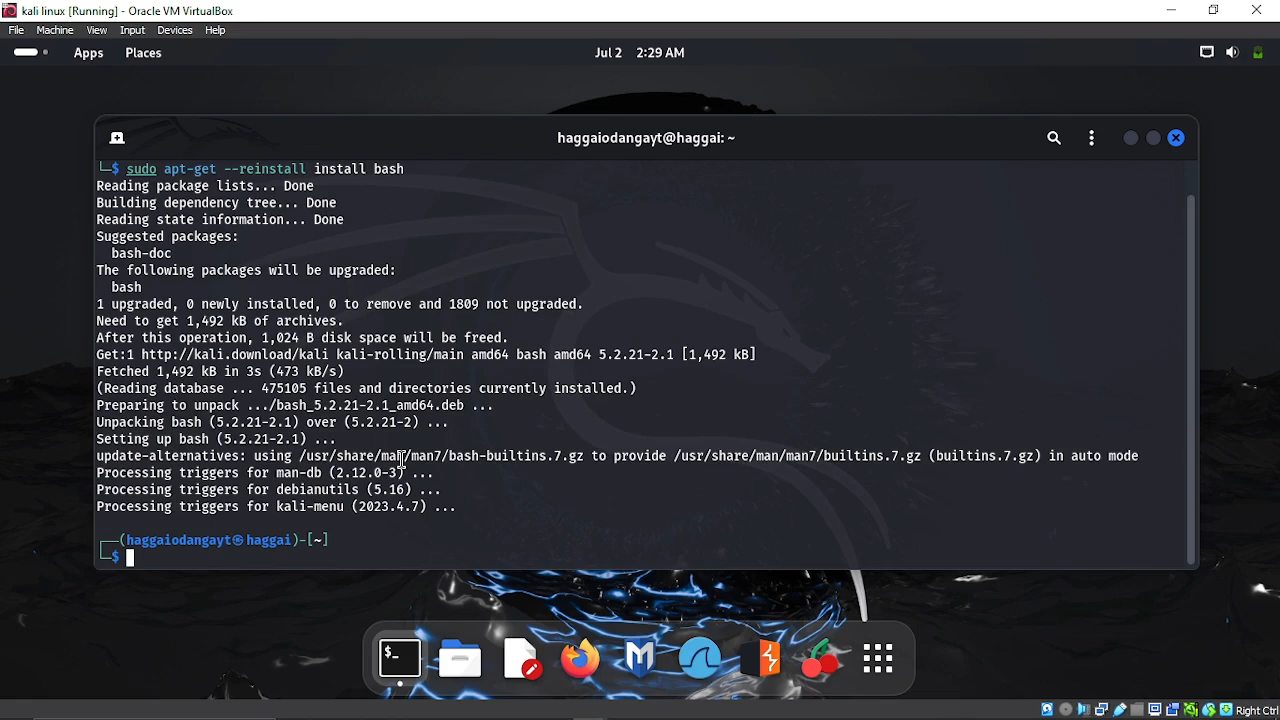 kali linux [Running] - Oracle VM VirtualBox
File Machine View Input Devices Help
Apps Places Jul 2 2:29 AM
haggaiodangayt@haggai: ~
└─$ sudo apt-get --reinstall install bash
Reading package lists... Done
Building dependency tree... Done
Reading state information... Done
Suggested packages:
  bash-doc
The following packages will be upgraded:
  bash
1 upgraded, 0 newly installed, 0 to remove and 1809 not upgraded.
Need to get 1,492 kB of archives.
After this operation, 1,024 B disk space will be freed.
Get:1 http://kali.download/kali kali-rolling/main amd64 bash amd64 5.2.21-2.1 [1,492 kB]
Fetched 1,492 kB in 3s (473 kB/s)
(Reading database ... 475105 files and directories currently installed.)
Preparing to unpack .../bash_5.2.21-2.1_amd64.deb ...
Unpacking bash (5.2.21-2.1) over (5.2.21-2) ...
Setting up bash (5.2.21-2.1) ...
update-alternatives: using /usr/share/man/man7/bash-builtins.7.gz to provide /usr/share/man/man7/builtins.7.gz (builtins.7.gz) in auto mode
Processing triggers for man-db (2.12.0-3) ...
Processing triggers for debianutils (5.16) ...
Processing triggers for kali-menu (2023.4.7) ...
┌──(haggaiodangayt㉿haggai)-[~]
└─$
$-
Right Ctrl